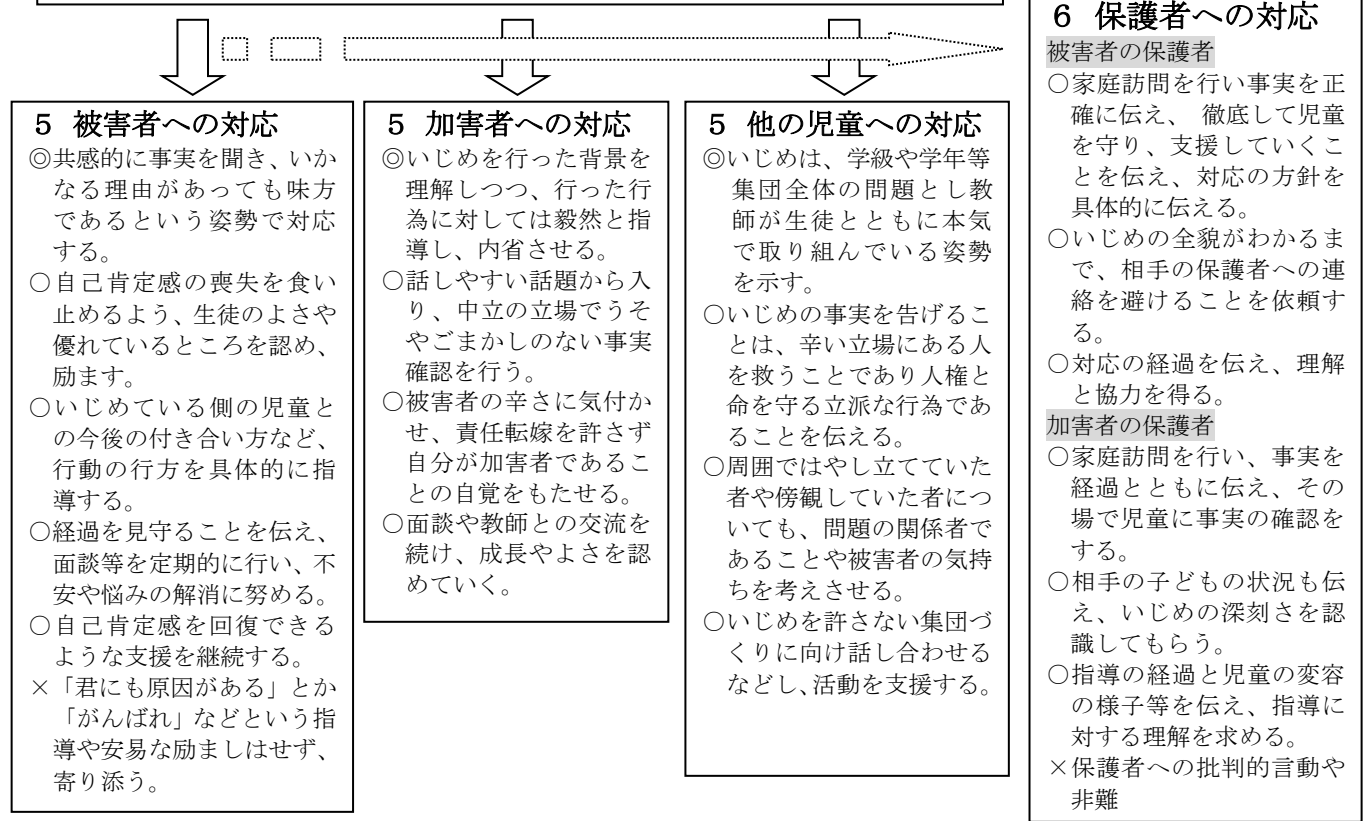 5 被害者への対応
◎共感的に事実を聞き、いか
なる理由があっても味方
であるという姿勢で対応
する。
○自己肯定感の喪失を食い
止めるよう、生徒のよさや
優れているところを認め、
励ます。
○いじめている側の児童と
の今後の付き合い方など、
行動の行方を具体的に指
導する。
○経過を見守ることを伝え、
面談等を定期的に行い、不
安や悩みの解消に努める。
○自己肯定感を回復できる
ような支援を継続する。
×「君にも原因がある」とか
「がんばれ」などという指
導や安易な励ましはせず、
寄り添う。
5 加害者への対応
◎いじめを行った背景を
理解しつつ、行った行
為に対しては毅然と指
導し、内省させる。
○話しやすい話題から入
り、中立の立場でうそ
やごまかしのない事実
確認を行う。
○被害者の辛さに気付か
せ、責任転嫁を許さず
自分が加害者であるこ
との自覚をもたせる。
○面談や教師との交流を
続け、成長やよさを認
めていく。
5 他の児童への対応
◎いじめは、学級や学年等
集団全体の問題とし教
師が生徒とともに本気
で取り組んでいる姿勢
を示す。
○いじめの事実を告げるこ
とは、辛い立場にある人
を救うことであり人権と
命を守る立派な行為であ
ることを伝える。
○周囲ではやし立てていた
者や傍観していた者につ
いても、問題の関係者で
あることや被害者の気持
ちを考えさせる。
○いじめを許さない集団づ
くりに向け話し合わせる
などし、活動を支援する。
6 保護者への対応
被害者の保護者
○家庭訪問を行い事実を正
確に伝え、 徹底して児童
を守り、支援していくこ
とを伝え、対応の方針を
具体的に伝える。
○いじめの全貌がわかるま
で、相手の保護者への連
絡を避けることを依頼す
る。
○対応の経過を伝え、理解
と協力を得る。
加害者の保護者
○家庭訪問を行い、事実を
経過とともに伝え、その
場で児童に事実の確認を
する。
○相手の子どもの状況も伝
え、いじめの深刻さを認
識してもらう。
○指導の経過と児童の変容
の様子等を伝え、指導に
対する理解を求める。
×保護者への批判的言動や
非難